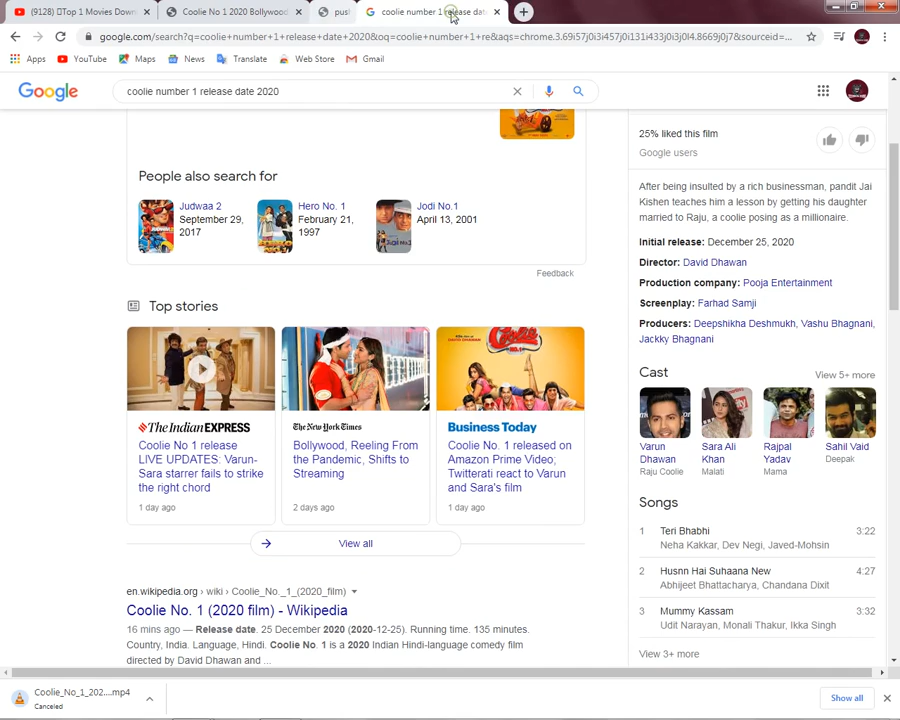 (9128) Top 1 Movies Down
Coolie No 1 2020 Bollywood
pus
coolie number 1 release date
google.com/search?q=coolie+number+1+release+date+2020&oq=coolie+number+1+re&aqs=chrome.3.69i57j0i3i457j0i131i433j0i3j0l4.8669j0j7&sourceid=...
Apps YouTube Maps News Translate Web Store Gmail
Google
coolie number 1 release date 2020
25% liked this film
Google users
After being insulted by a rich businessman, pandit Jai
Kishen teaches him a lesson by getting his daughter
married to Raju, a coolie posing as a millionaire.
Initial release: December 25, 2020
Director: David Dhawan
Production company: Pooja Entertainment
Screenplay: Farhad Samji
Producers: Deepshikha Deshmukh, Vashu Bhagnani,
Jackky Bhagnani
Cast
View 5+ more
Varun
Dhawan
Raju Coolie
Sara Ali
Khan
Malati
Rajpal
Yadav
Mama
Sahil Vaid
Deepak
Songs
1 Teri Bhabhi 3:22
Neha Kakkar, Dev Negi, Javed-Mohsin
2 Husnn Hai Suhaana New 4:27
Abhijeet Bhattacharya, Chandana Dixit
3 Mummy Kassam 3:32
Udit Narayan, Monali Thakur, Ikka Singh
View 3+ more
People also search for
Judwaa 2
September 29,
2017
Hero No. 1
February 21,
1997
Jodi No.1
April 13, 2001
Feedback
Top stories
COOLIE No.1
The Indian EXPRESS
Coolie No 1 release
LIVE UPDATES: Varun-
Sara starrer fails to strike
the right chord
1 day ago
The New York Times
Bollywood, Reeling From
the Pandemic, Shifts to
Streaming
2 days ago
Business Today
Coolie No. 1 released on
Amazon Prime Video;
Twitterati react to Varun
and Sara's film
1 day ago
View all
en.wikipedia.org › wiki › Coolie_No._1_(2020_film)
Coolie No. 1 (2020 film) - Wikipedia
16 mins ago — Release date. 25 December 2020 (2020-12-25). Running time. 135 minutes.
Country, India. Language, Hindi. Coolie No. 1 is a 2020 Indian Hindi-language comedy film
directed by David Dhawan and ...
Coolie_No_1_202....mp4
Canceled
Show all